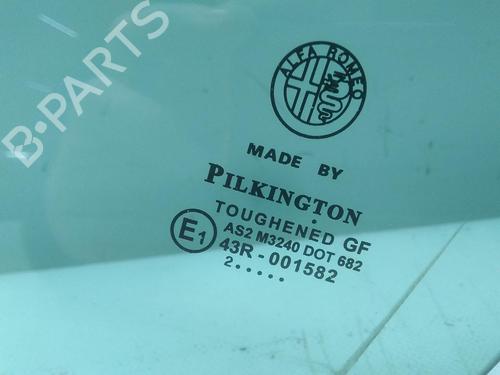 B-PARTS
ALFA ROMEO
MADE BY
PILKINGTON
TOUGHENED GF
E1
AS2 M3240 DOT 682
43R - 001582
2.....